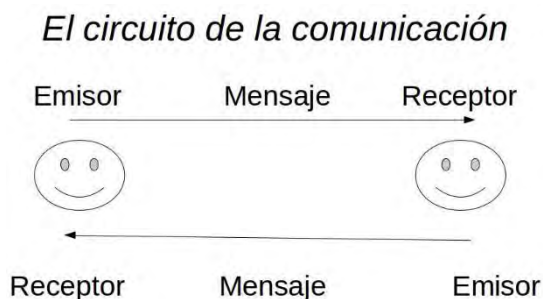 El circuito de la comunicación
Emisor Mensaje Receptor
Receptor Mensaje Emisor